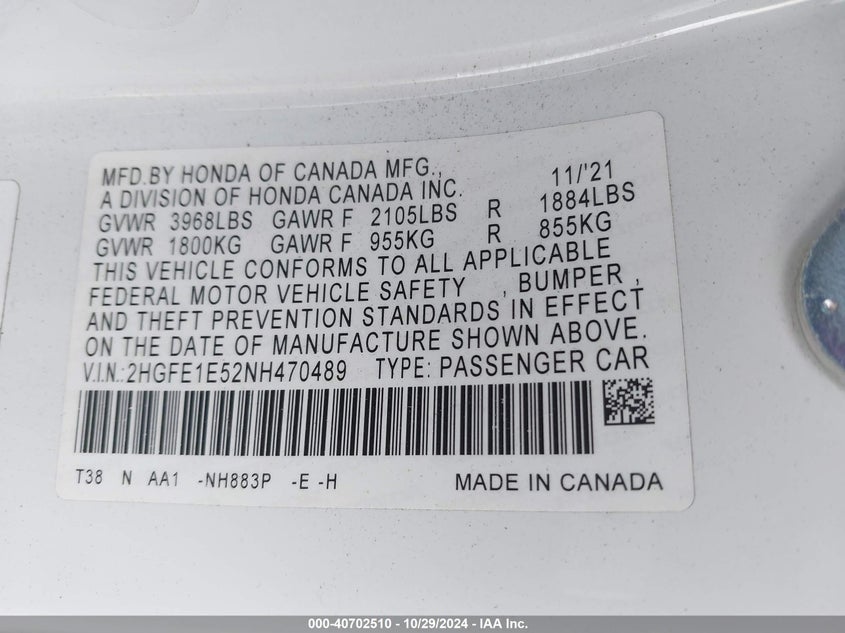 MFD.BY HONDA OF CANADA MFG., 11/'21
A DIVISION OF HONDA CANADA INC.
GVWR 3968LBS GAWR F 2105LBS R 1884LBS
GVWR 1800KG GAWR F 955KG R 855KG
THIS VEHICLE CONFORMS TO ALL APPLICABLE
FEDERAL MOTOR VEHICLE SAFETY , BUMPER ,
AND THEFT PREVENTION STANDARDS IN EFFECT
ON THE DATE OF MANUFACTURE SHOWN ABOVE.
V.I.N.:2HGFE1E52NH470489 TYPE: PASSENGER CAR
T38 N AA1 -NH883P -E -H MADE IN CANADA
000-40702510 | 10/29/2024 - IAA Inc.